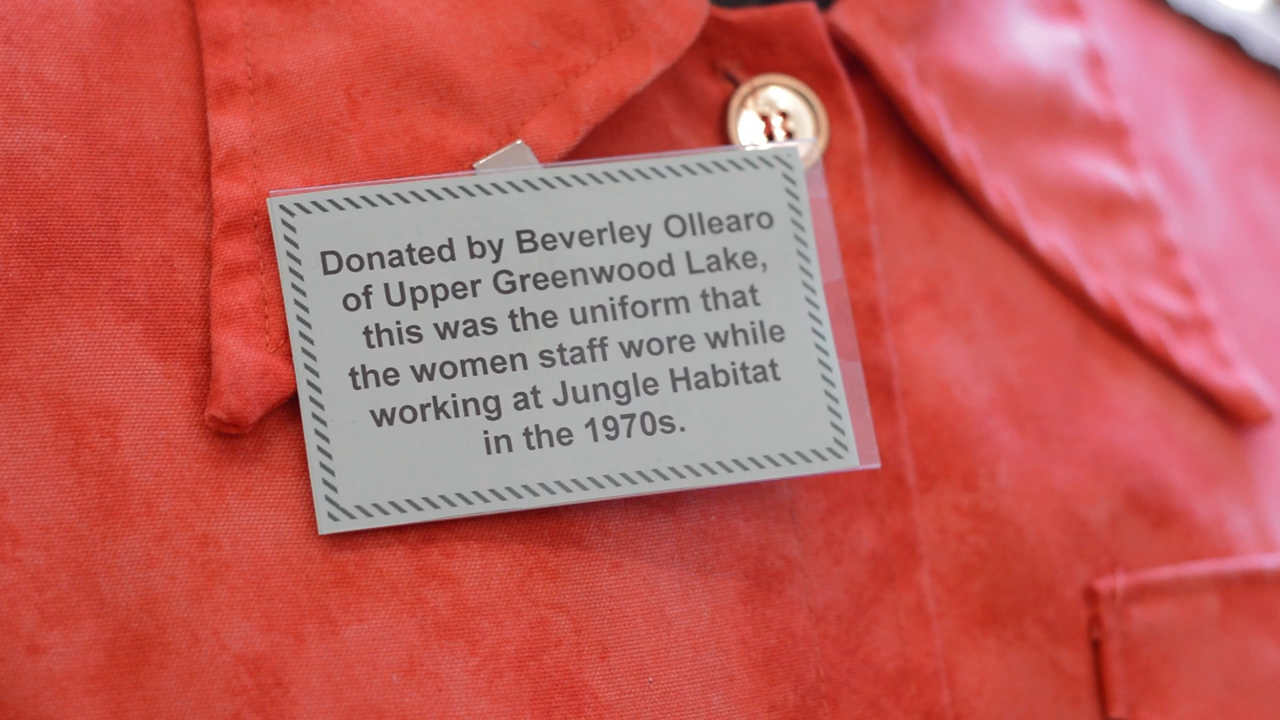 Donated by Beverley Ollearo
of Upper Greenwood Lake,
this was the uniform that
the women staff wore while
working at Jungle Habitat
in the 1970s.